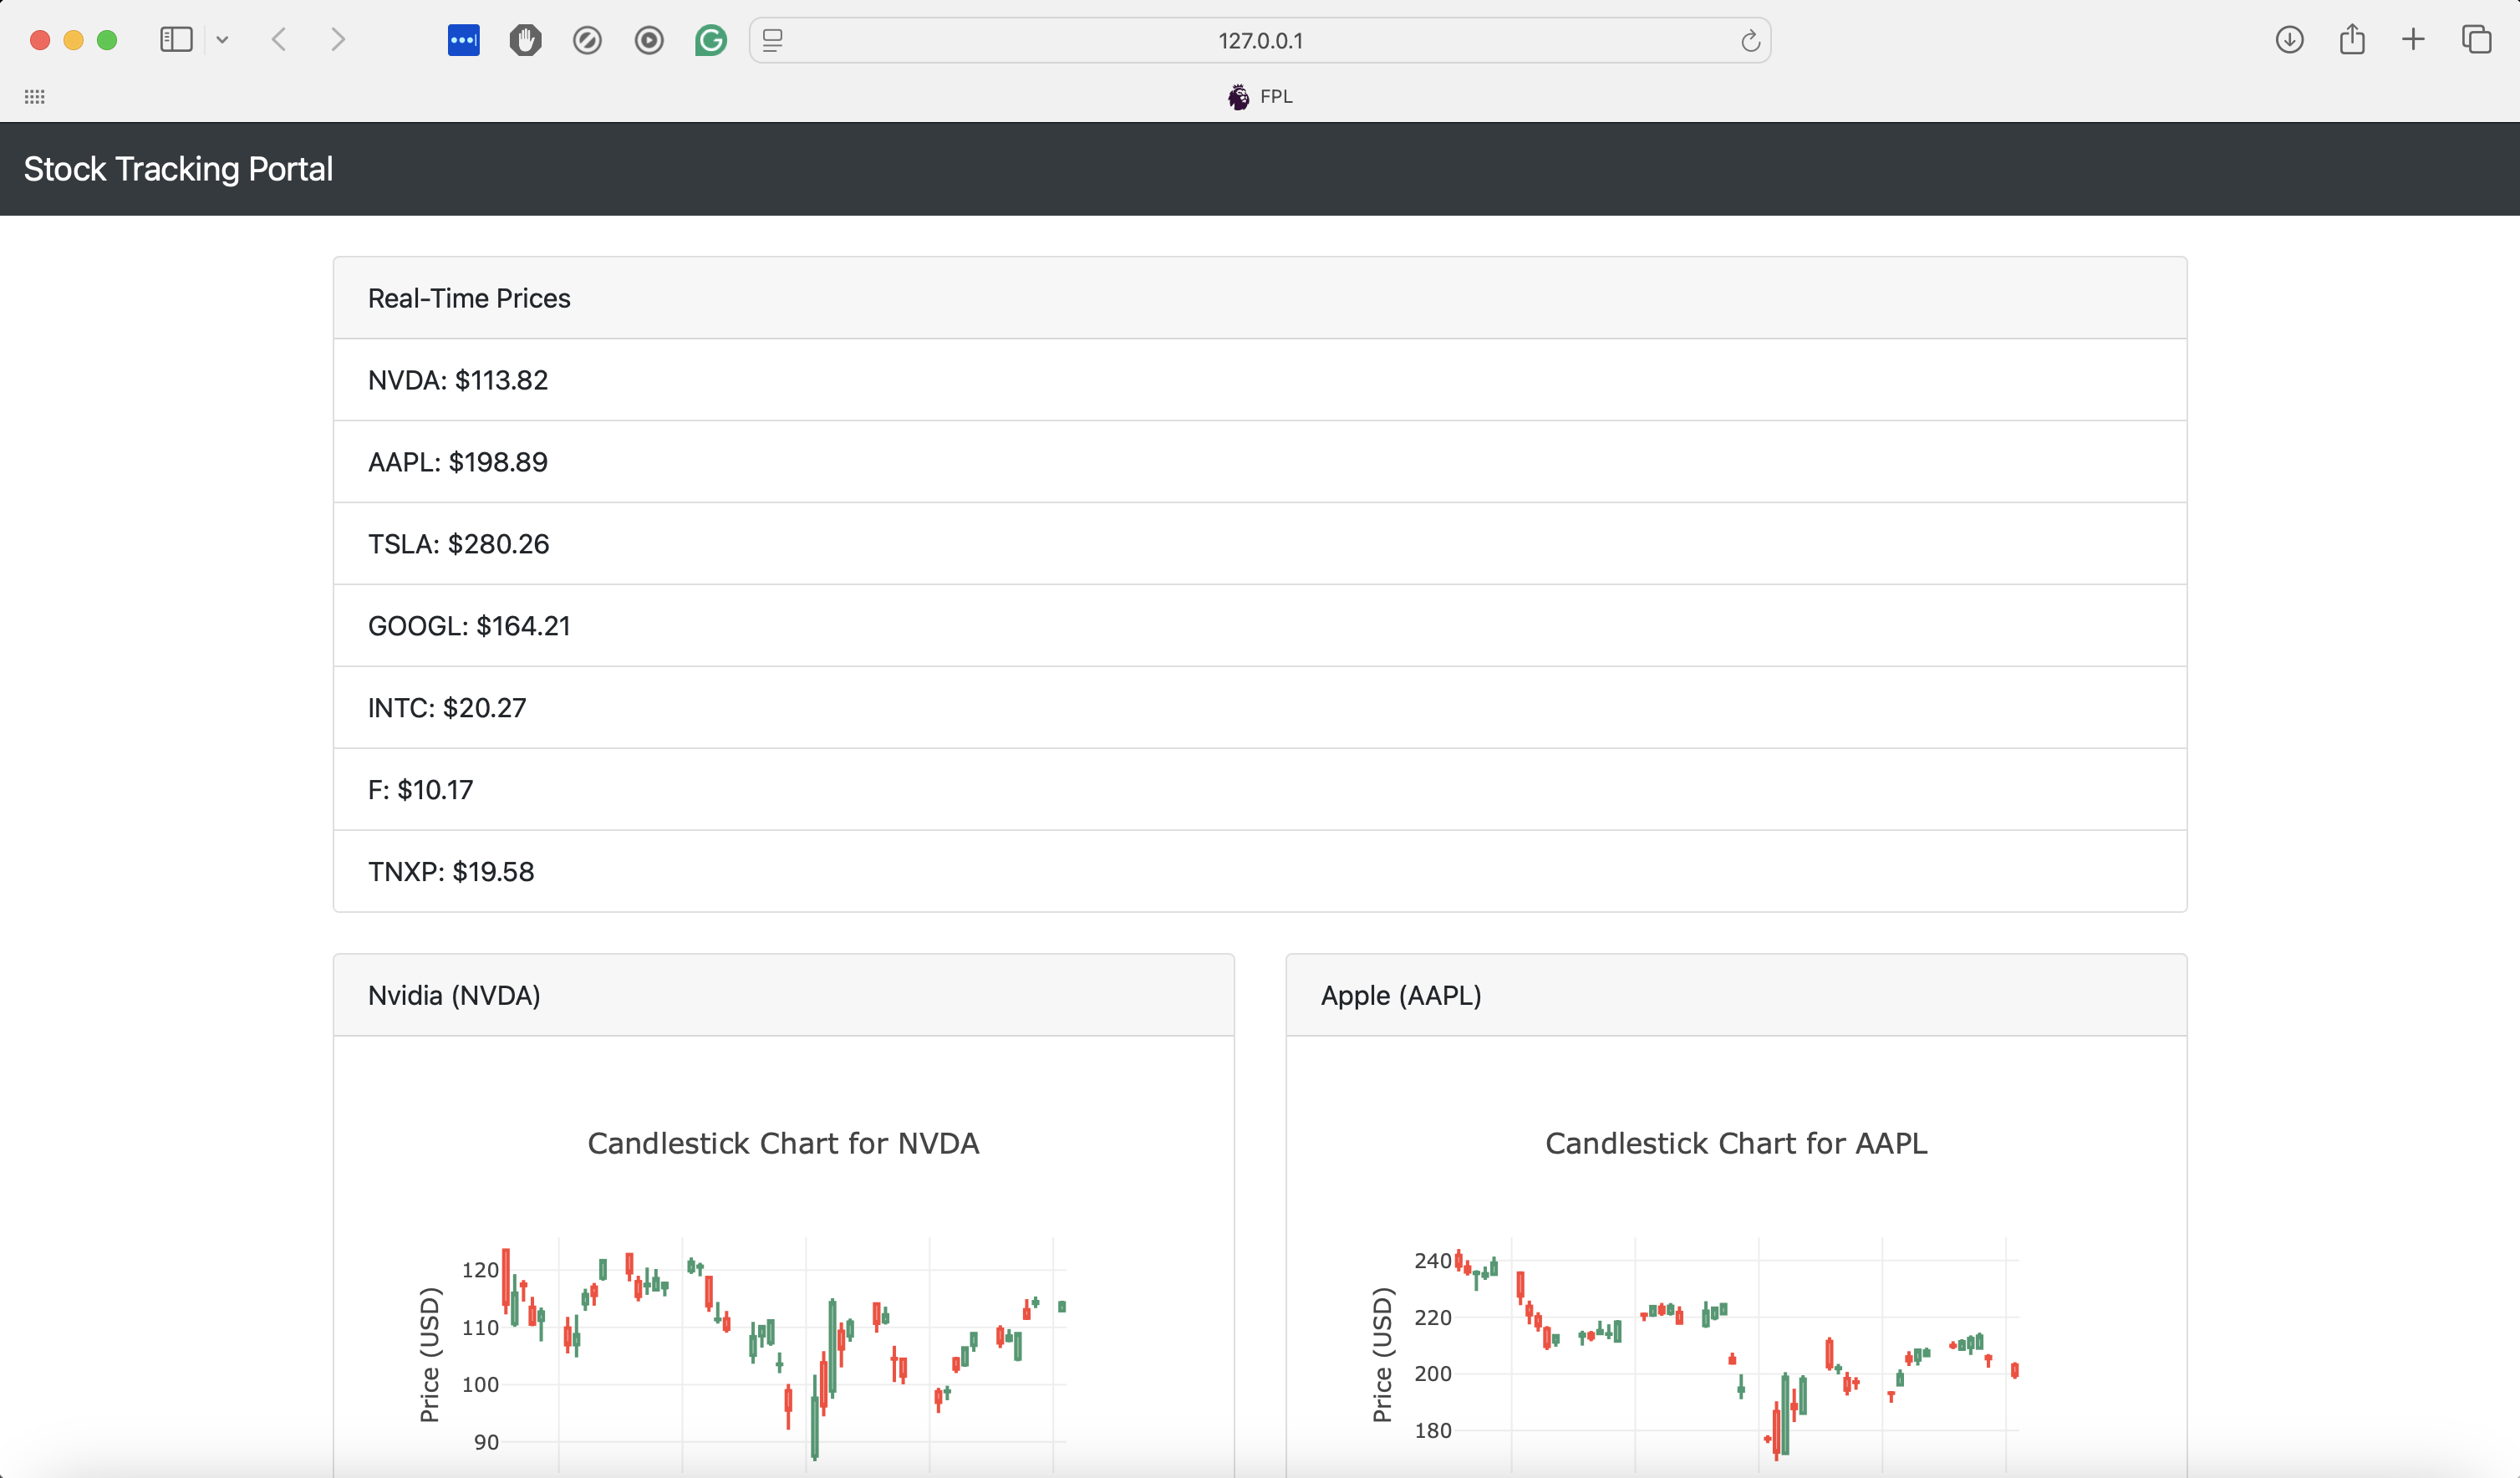 127.0.0.1
FPL
Stock Tracking Portal
Real-Time Prices
NVDA: $113.82
AAPL: $198.89
TSLA: $280.26
GOOGL: $164.21
INTC: $20.27
F: $10.17
TNXP: $19.58
Nvidia (NVDA)
Candlestick Chart for NVDA
Price (USD)
120
110
100
90
Apple (AAPL)
Candlestick Chart for AAPL
Price (USD)
240
220
200
180